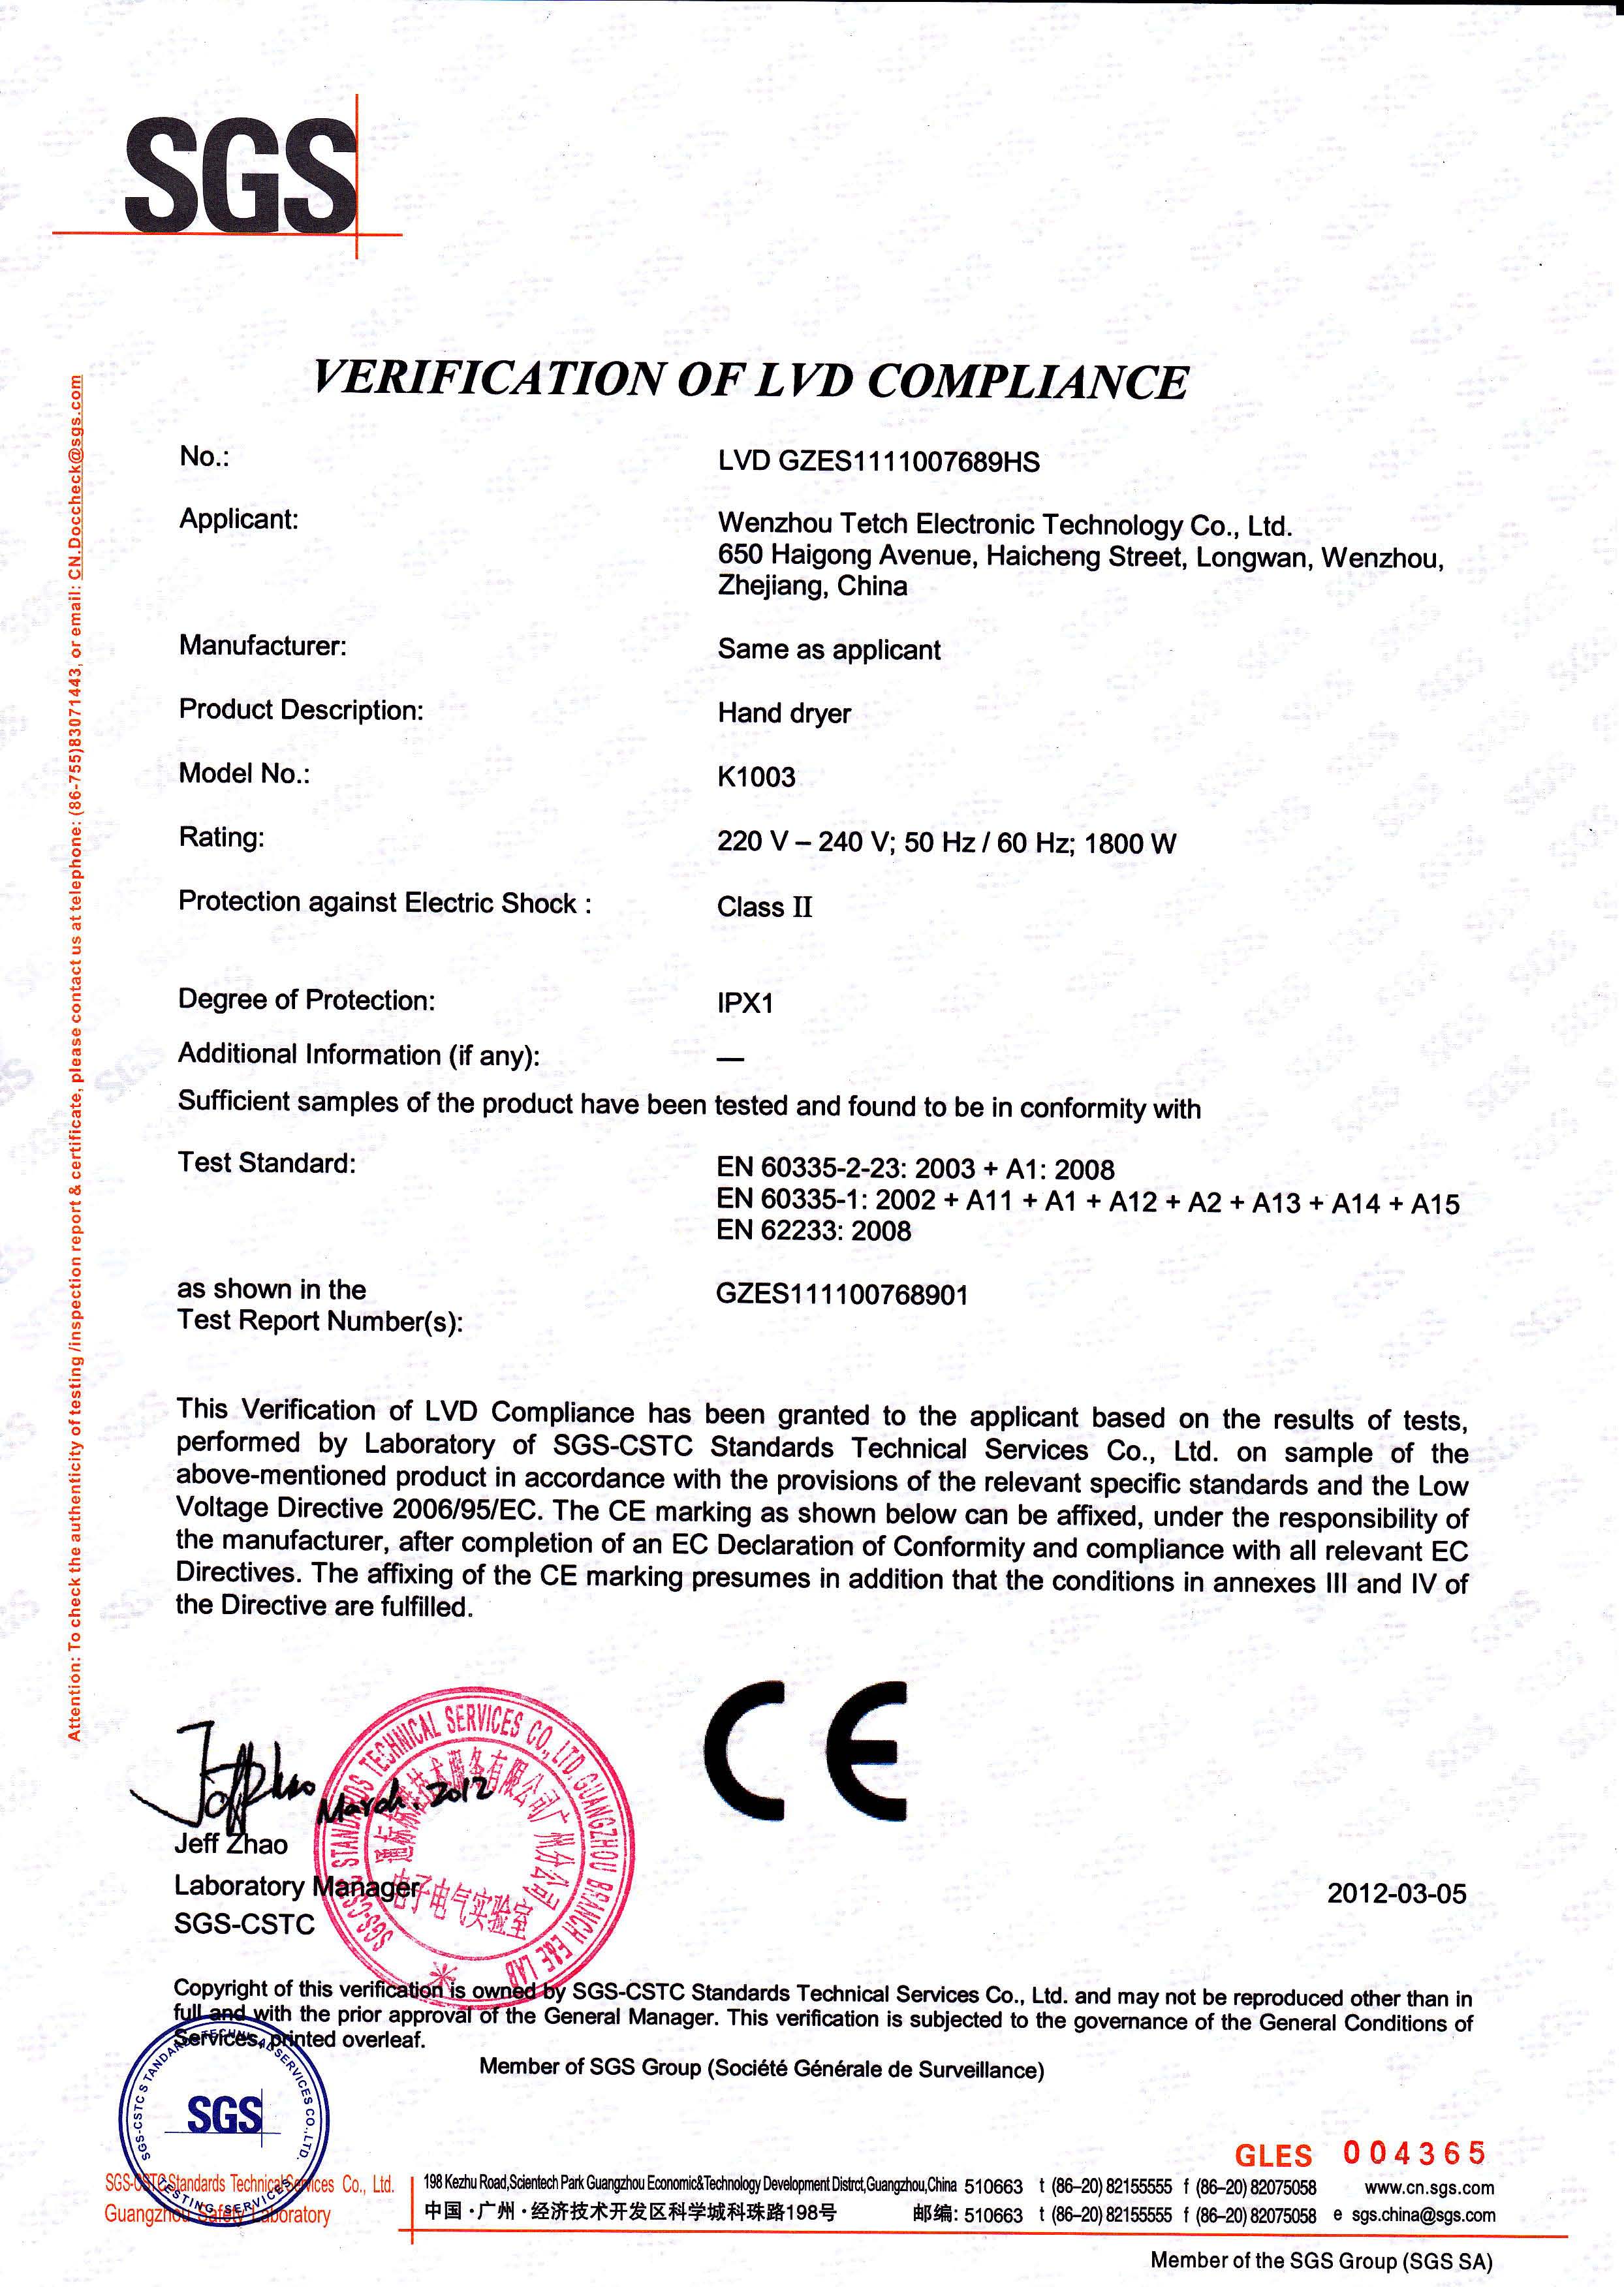 SGS
VERIFICATION OF LVD COMPLIANCE
No.: LVD GZES1111007689HS
Applicant: Wenzhou Tetch Electronic Technology Co., Ltd.
650 Haigong Avenue, Haicheng Street, Longwan, Wenzhou,
Zhejiang, China
Manufacturer: Same as applicant
Product Description: Hand dryer
Model No.: K1003
Rating: 220 V – 240 V; 50 Hz / 60 Hz; 1800 W
Protection against Electric Shock : Class II
Degree of Protection: IPX1
Additional Information (if any): —
Sufficient samples of the product have been tested and found to be in conformity with
Test Standard: EN 60335-2-23: 2003 + A1: 2008
EN 60335-1: 2002 + A11 + A1 + A12 + A2 + A13 + A14 + A15
EN 62233: 2008
as shown in the GZES111100768901
Test Report Number(s):
This Verification of LVD Compliance has been granted to the applicant based on the results of tests,
performed by Laboratory of SGS-CSTC Standards Technical Services Co., Ltd. on sample of the
above-mentioned product in accordance with the provisions of the relevant specific standards and the Low
Voltage Directive 2006/95/EC. The CE marking as shown below can be affixed, under the responsibility of
the manufacturer, after completion of an EC Declaration of Conformity and compliance with all relevant EC
Directives. The affixing of the CE marking presumes in addition that the conditions in annexes III and IV of
the Directive are fulfilled.
CE
Jeff Zhao March. 2012
SGS-CSTC STANDARDS TECHNICAL SERVICES CO., LTD. GUANGZHOU BRANCH E&E LAB
通标标准技术服务有限公司广州分公司
电子电气实验室
Jeff Zhao
Laboratory Manager
SGS-CSTC
2012-03-05
Copyright of this verification is owned by SGS-CSTC Standards Technical Services Co., Ltd. and may not be reproduced other than in
full and with the prior approval of the General Manager. This verification is subjected to the governance of the General Conditions of
Services, printed overleaf.
Member of SGS Group (Société Générale de Surveillance)
SGS-CSTC STANDARDS TECHNICAL SERVICES CO., LTD.
SGS
TESTING SERVICES
GLES 004365
SGS-CSTC Standards Technical Services Co., Ltd.
Guangzhou Safety Laboratory
198 Kezhu Road,Scientech Park Guangzhou Economic&Technology Development District,Guangzhou,China 510663 t (86–20) 82155555 f (86–20) 82075058 www.cn.sgs.com
中国·广州·经济技术开发区科学城科珠路198号 邮编: 510663 t (86–20) 82155555 f (86–20) 82075058 e sgs.china@sgs.com
Member of the SGS Group (SGS SA)
Attention: To check the authenticity of testing /inspection report & certificate, please contact us at telephone: (86-755)83071443, or email: CN.Doccheck@sgs.com